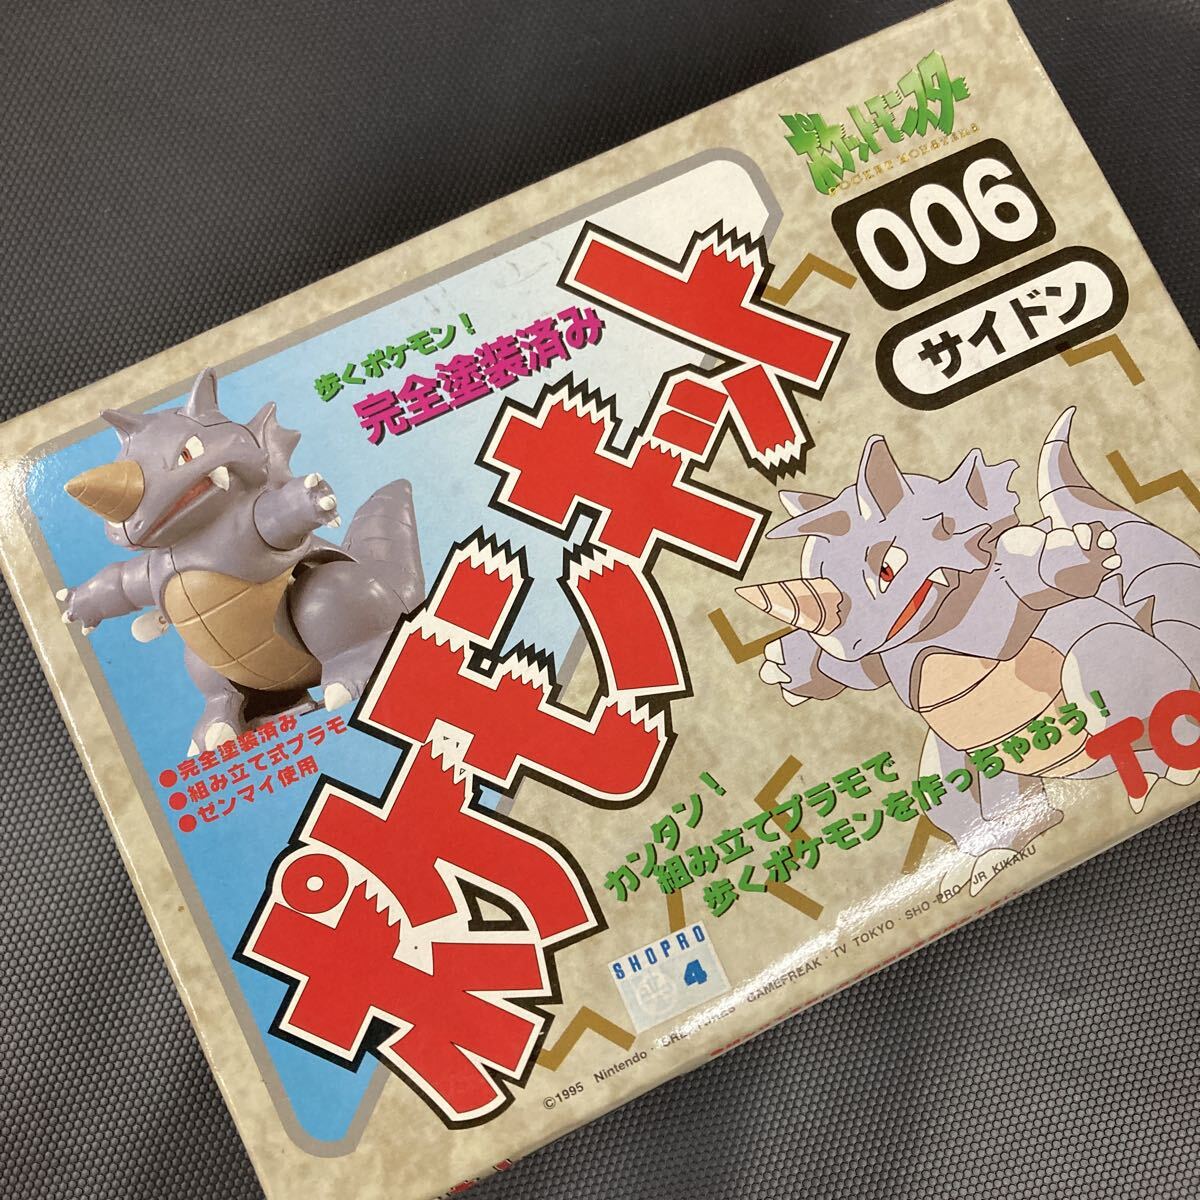 ポケットモンスター
POCKET MONSTERS
006
サイドン
歩くポケモン！
完全塗装済み
ポケモンキット
●完全塗装済み
●組み立て式プラモ
●ゼンマイ使用
カンタン！
組み立てプラモで
歩くポケモンを作っちゃおう！
TO
SHOPRO
4
©1995 Nintendo · CREATURES · GAMEFREAK · TV TOKYO · SHO-PRO · JR KIKAKU